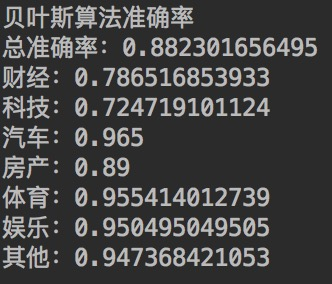 贝叶斯算法准确率
总准确率：0.882301656495
财经：0.786516853933
科技：0.724719101124
汽车：0.965
房产：0.89
体育：0.955414012739
娱乐：0.950495049505
其他：0.947368421053